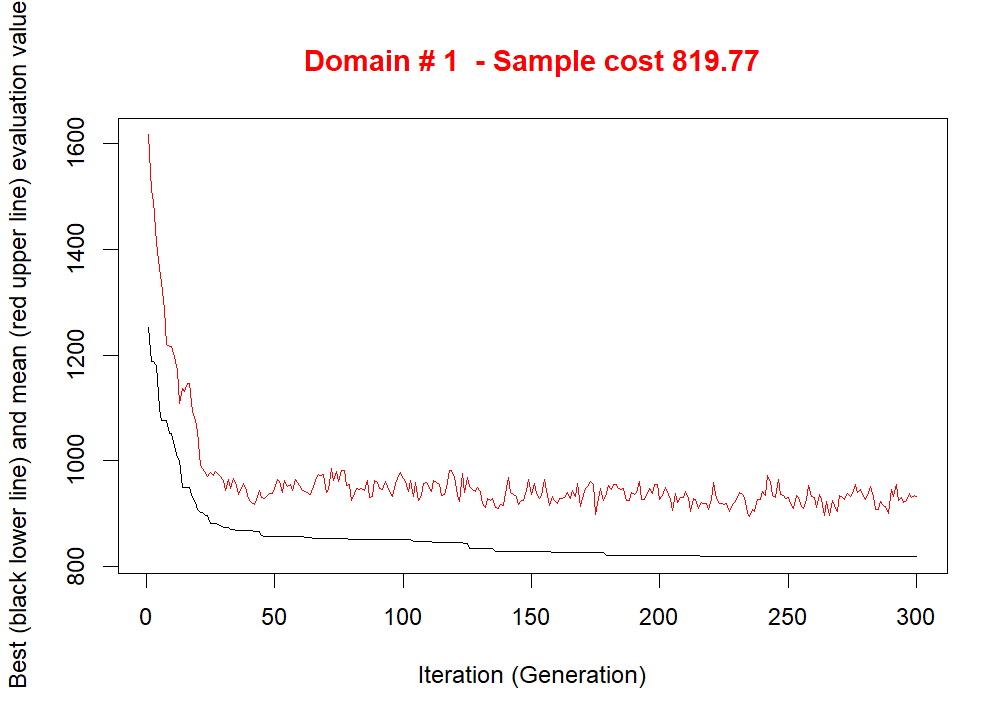 Domain # 1  - Sample cost 819.77
Best (black lower line) and mean (red upper line) evaluation value
1600
1400
1200
1000
800
0 50 100 150 200 250 300
Iteration (Generation)